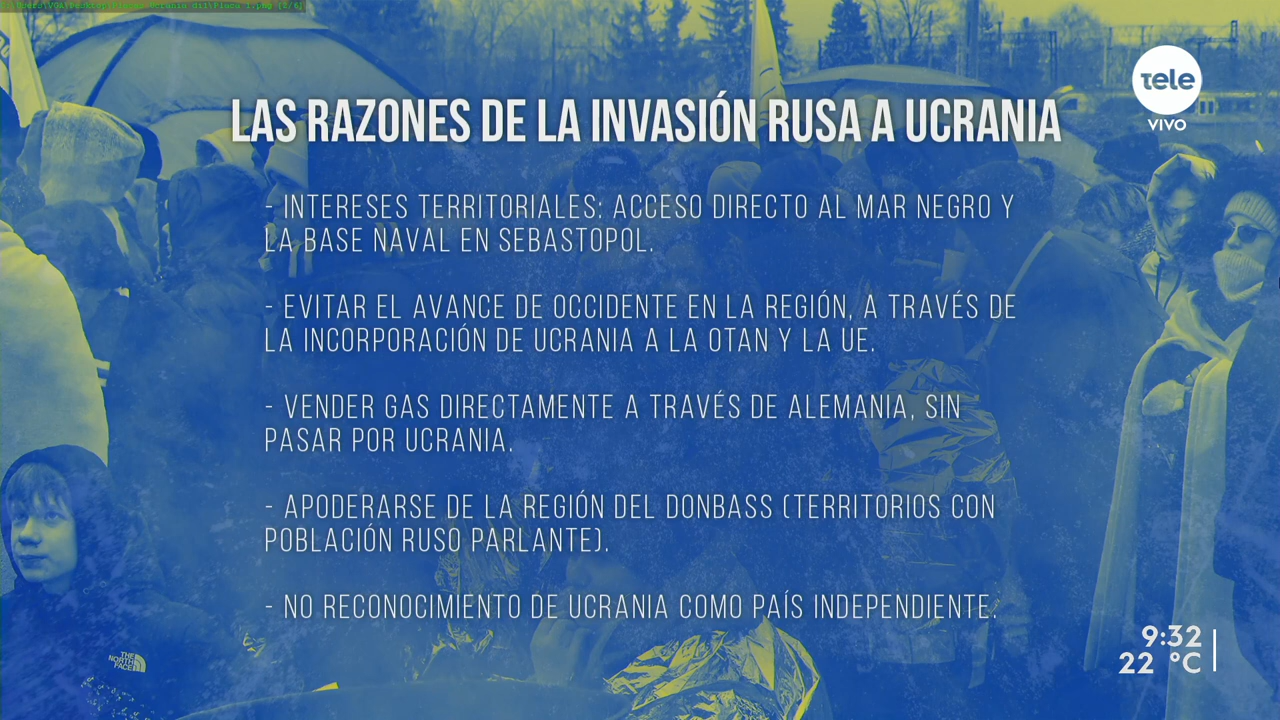 tele
VIVO
LAS RAZONES DE LA INVASIÓN RUSA A UCRANIA
- INTERESES TERRITORIALES: ACCESO DIRECTO AL MAR NEGRO Y
LA BASE NAVAL EN SEBASTOPOL.
- EVITAR EL AVANCE DE OCCIDENTE EN LA REGIÓN, A TRAVÉS DE
LA INCORPORACIÓN DE UCRANIA A LA OTAN Y LA UE.
- VENDER GAS DIRECTAMENTE A TRAVÉS DE ALEMANIA, SIN
PASAR POR UCRANIA.
- APODERARSE DE LA REGIÓN DEL DONBASS (TERRITORIOS CON
POBLACIÓN RUSO PARLANTE).
- NO RECONOCIMIENTO DE UCRANIA COMO PAÍS INDEPENDIENTE.
THE
NORTH
FACE
9:32
22 °C